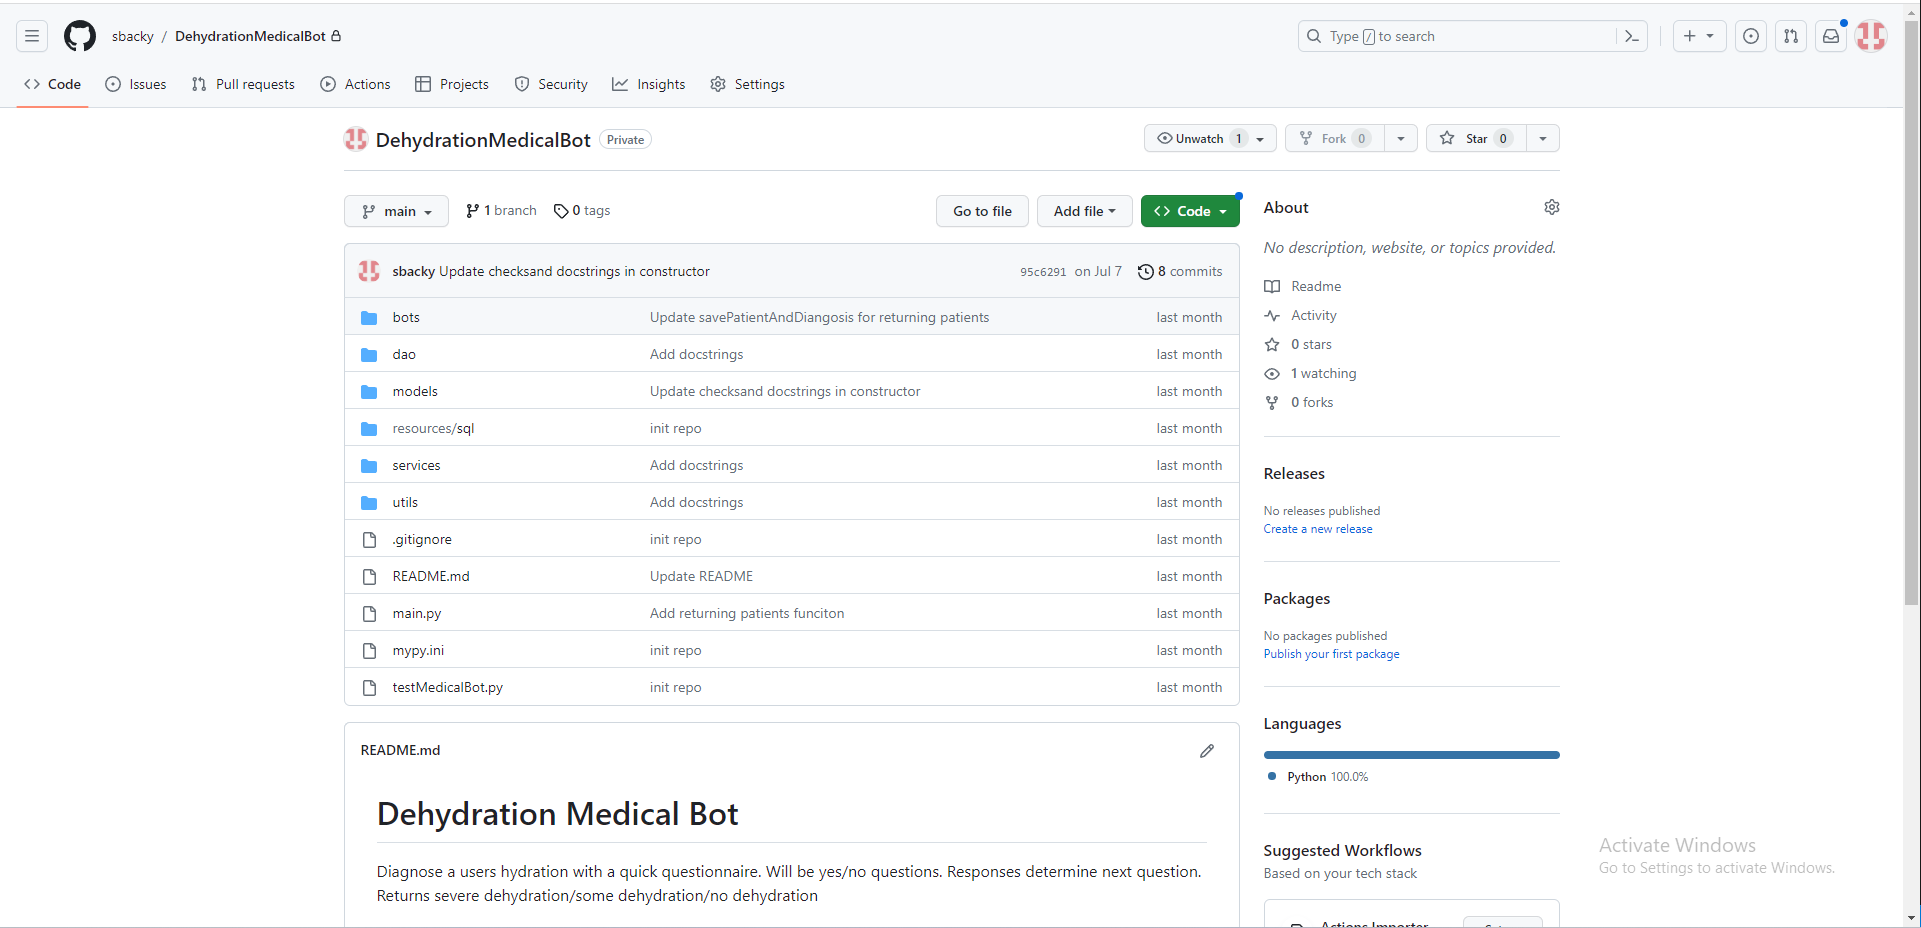 sbacky / DehydrationMedicalBot
Type / to search
Code Issues Pull requests Actions Projects Security Insights Settings
DehydrationMedicalBot Private
Unwatch 1 Fork 0 Star 0
main 1 branch 0 tags
Go to file Add file Code
sbacky Update checksand docstrings in constructor 95c6291 on Jul 7 8 commits
bots Update savePatientAndDiangosis for returning patients last month
dao Add docstrings last month
models Update checksand docstrings in constructor last month
resources/sql init repo last month
services Add docstrings last month
utils Add docstrings last month
.gitignore init repo last month
README.md Update README last month
main.py Add returning patients funciton last month
mypy.ini init repo last month
testMedicalBot.py init repo last month
README.md
Dehydration Medical Bot
Diagnose a users hydration with a quick questionnaire. Will be yes/no questions. Responses determine next question.
Returns severe dehydration/some dehydration/no dehydration
About
No description, website, or topics provided.
Readme
Activity
0 stars
1 watching
0 forks
Releases
No releases published
Create a new release
Packages
No packages published
Publish your first package
Languages
Python 100.0%
Suggested Workflows
Based on your tech stack
Actions Importer
Activate Windows
Go to Settings to activate Windows.